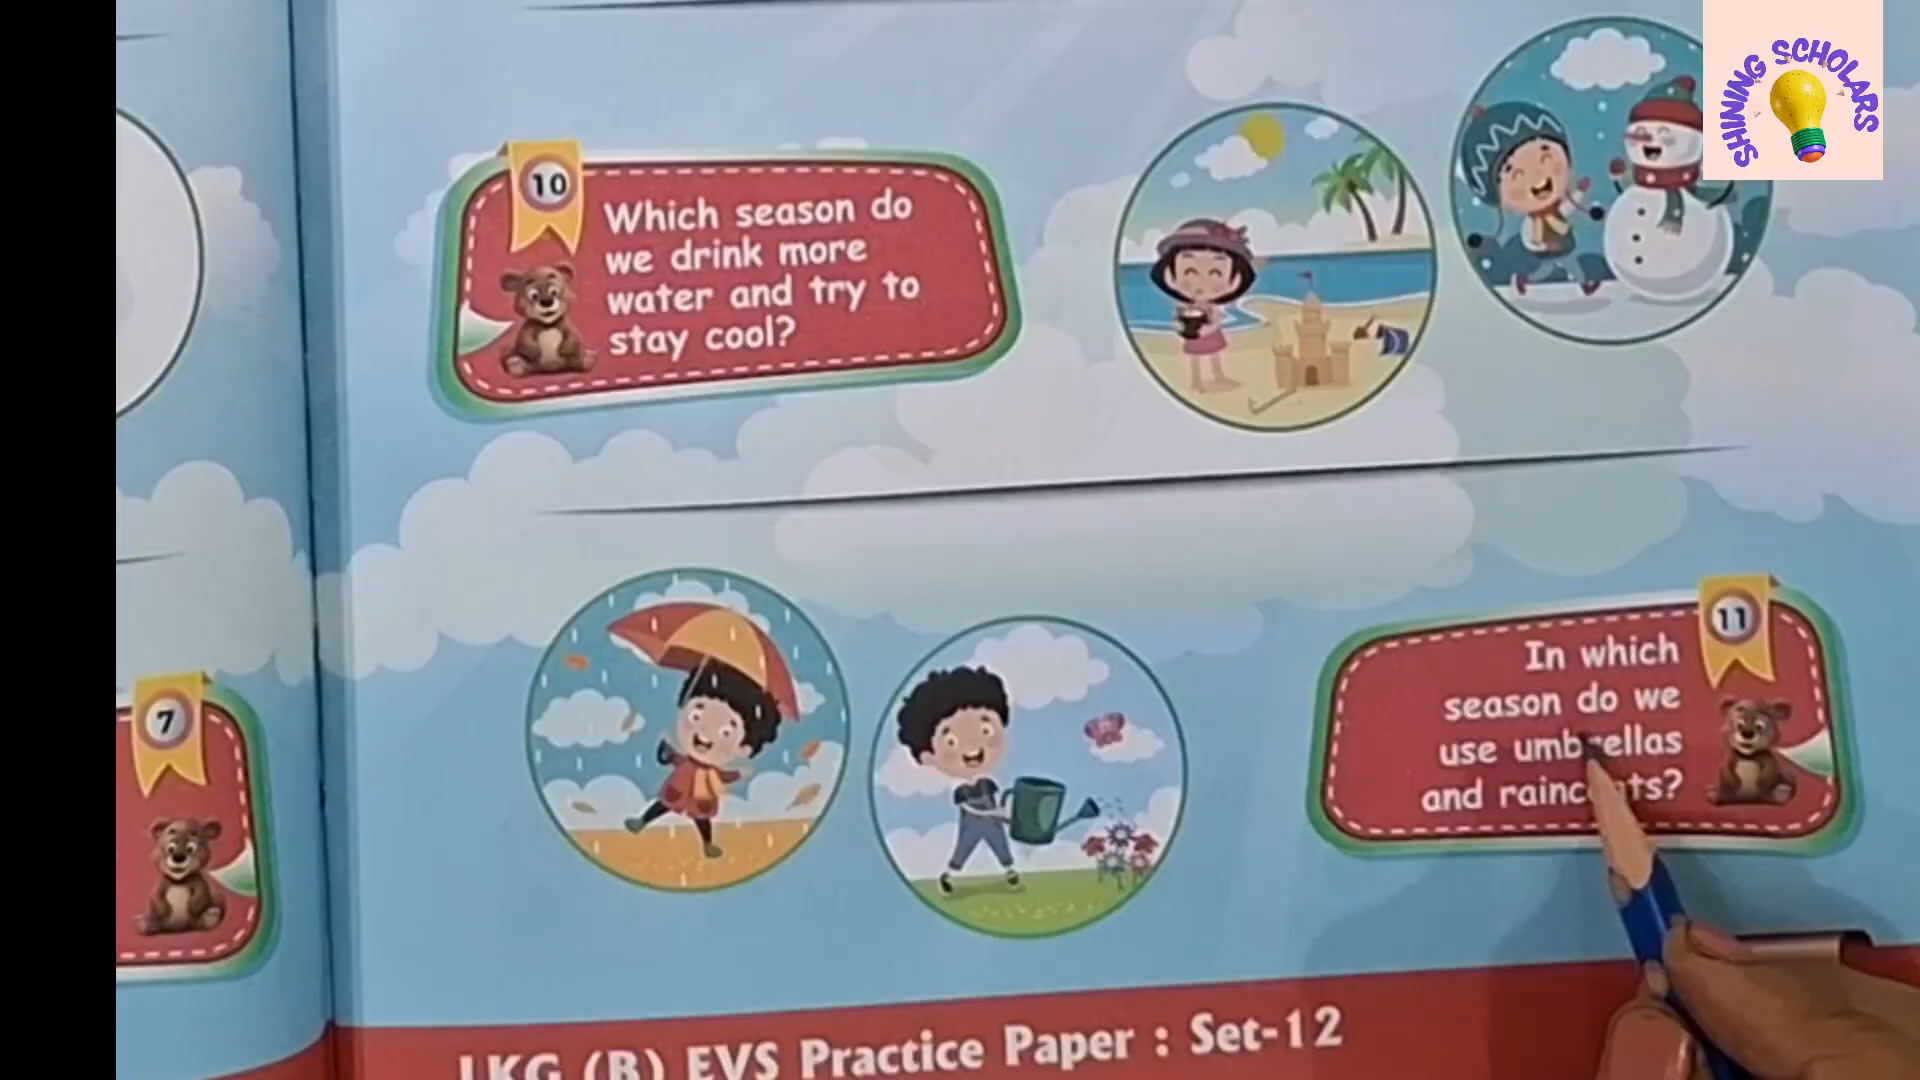 SHINING SCHOLARS
10
Which season do
we drink more
water and try to
stay cool?
11
In which
season do we
use umbrellas
and raincoats?
7
LKG (B) EVS Practice Paper : Set-12